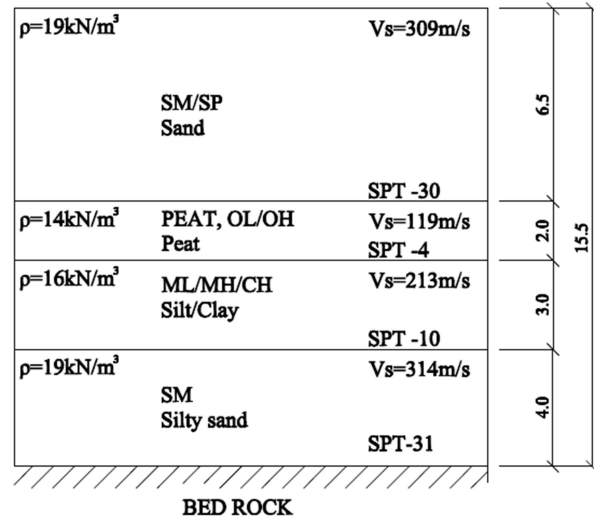 ρ=19kN/m³ Vs=309m/s
SM/SP
Sand
SPT -30
6.5
ρ=14kN/m³ PEAT, OL/OH Vs=119m/s
Peat SPT -4
2.0
15.5
ρ=16kN/m³ ML/MH/CH Vs=213m/s
Silt/Clay
SPT -10
3.0
ρ=19kN/m³ Vs=314m/s
SM
Silty sand
SPT-31
4.0
BED ROCK